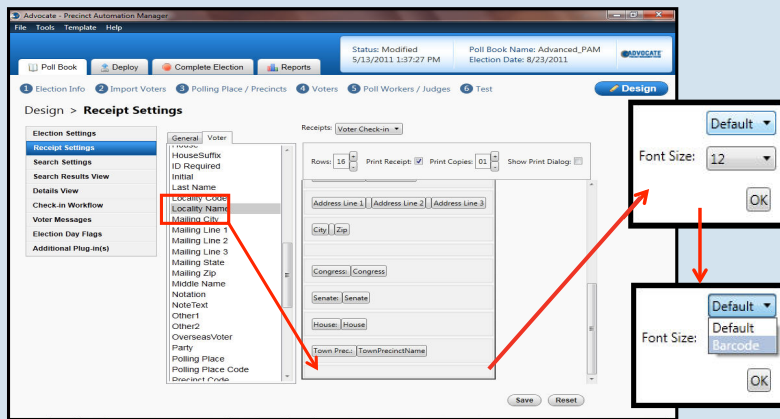 Advocate - Precinct Automation Manager
File Tools Template Help
Status: Modified
5/13/2011 1:37:27 PM
Poll Book Name: Advanced_PAM
Election Date: 8/23/2011
ADVOCATE
Poll Book Deploy Complete Election Reports
1 Election Info 2 Import Voters 3 Polling Place / Precincts 4 Voters 5 Poll Workers / Judges 6 Test
Design
Design > Receipt Settings
Election Settings
Receipt Settings
Search Settings
Search Results View
Details View
Check-in Workflow
Voter Messages
Election Day Flags
Additional Plug-in(s)
General Voter
House
HouseSuffix
ID Required
Initial
Last Name
Locality Code
Locality Name
Mailing City
Mailing Line 1
Mailing Line 2
Mailing Line 3
Mailing State
Mailing Zip
Middle Name
Notation
NoteText
Other1
Other2
OverseasVoter
Party
Polling Place
Polling Place Code
Precinct Code
Receipts: Voter Check-in
Rows: 16 Print Receipt: Print Copies: 01 Show Print Dialog:
Address Line 1 Address Line 2 Address Line 3
City Zip
Congress: Congress
Senate: Senate
House: House
Town Prec.: TownPrecinctName
Save Reset
Default
Font Size: 12
OK
Default
Default
Font Size: Barcode
OK